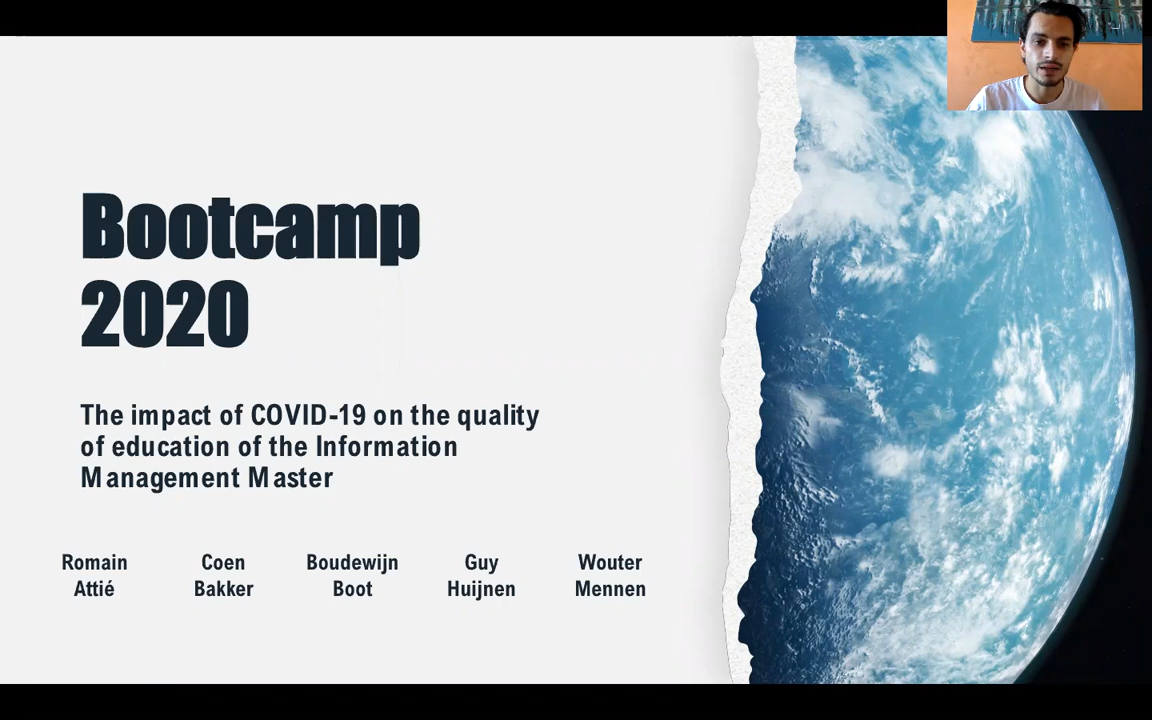 Bootcamp
2020
The impact of COVID-19 on the quality
of education of the Information
Management Master
Romain Attié
Coen Bakker
Boudewijn Boot
Guy Huijnen
Wouter Mennen